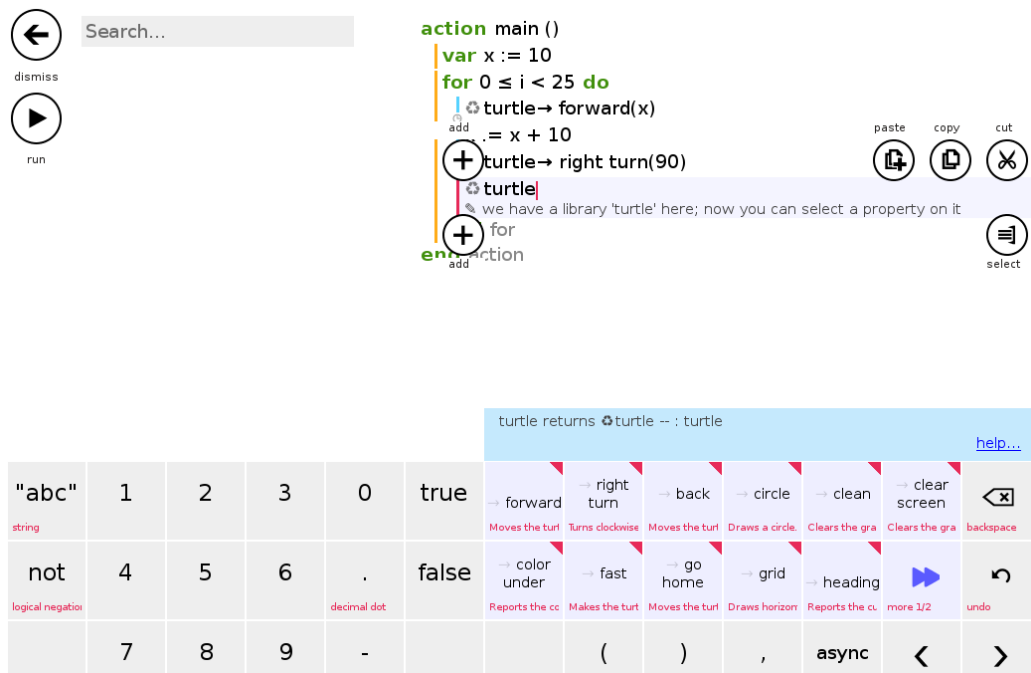 Search...
dismiss
run
action main ()
var x := 10
for 0 ≤ i < 25 do
♻ turtle→ forward(x)
add
.= x + 10
turtle→ right turn(90)
paste copy cut
♻ turtle
✎ we have a library 'turtle' here; now you can select a property on it
for
end action
add
select
turtle returns ♻turtle -- : turtle
help...
"abc" 1 2 3 0 true → forward → right turn → back → circle → clean → clear screen
string Moves the turt Turns clockwise Moves the turt Draws a circle. Clears the gra Clears the gra backspace
not 4 5 6 . false → color under → fast → go home → grid → heading
logical negation decimal dot Reports the cc Makes the turt Moves the turt Draws horizon Reports the cu more 1/2 undo
7 8 9 - ( ) , async ‹ ›